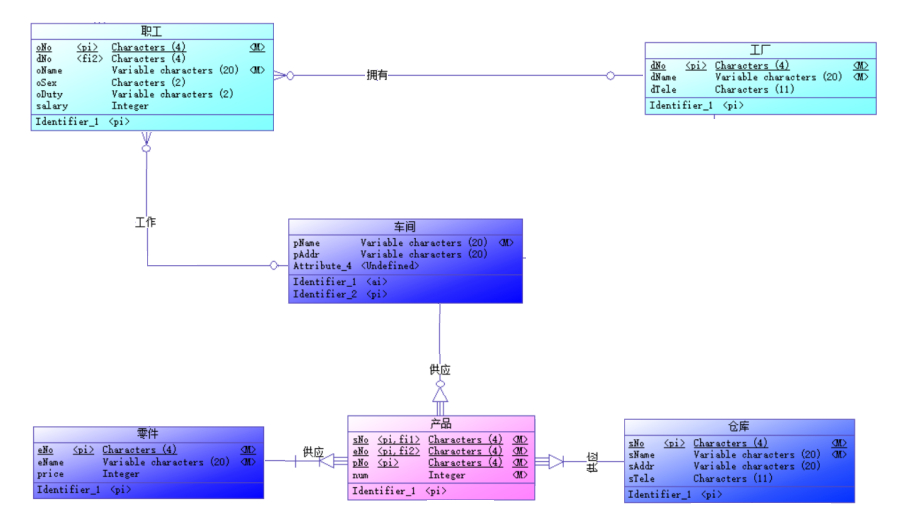 职工
oNo <pi> Characters (4) <M>
dNo <fi2> Characters (4)
oName Variable characters (20) <M>
oSex Characters (2)
oDuty Variable characters (2)
salary Integer
Identifier_1 <pi>
拥有
工厂
dNo <pi> Characters (4) <M>
dName Variable characters (20) <M>
dTele Characters (11)
Identifier_1 <pi>
工作
车间
pName Variable characters (20) <M>
pAddr Variable characters (20)
Attribute_4 <Undefined>
Identifier_1 <ai>
Identifier_2 <pi>
供应
零件
eNo <pi> Characters (4) <M>
eName Variable characters (20) <M>
price Integer
Identifier_1 <pi>
供应
产品
sNo <pi,fi1> Characters (4) <M>
eNo <pi,fi2> Characters (4) <M>
pNo <pi> Characters (4) <M>
num Integer <M>
Identifier_1 <pi>
供应
仓库
sNo <pi> Characters (4) <M>
sName Variable characters (20) <M>
sAddr Variable characters (20)
sTele Characters (11)
Identifier_1 <pi>